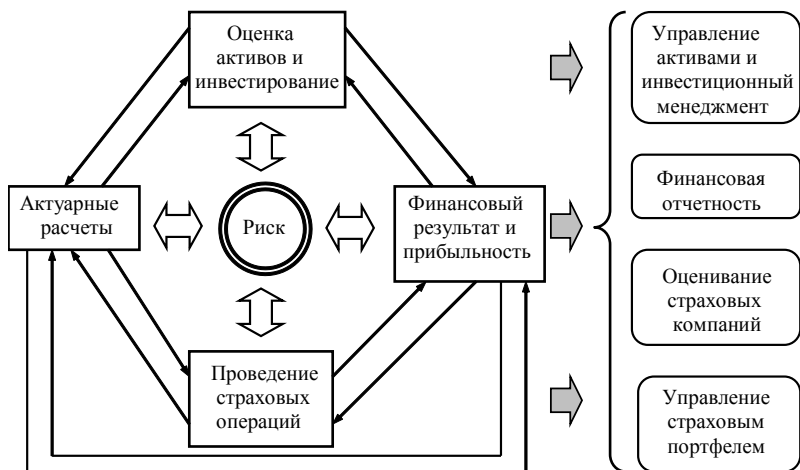 Оценка
активов и
инвестирование
Актуарные
расчеты
Риск
Финансовый
результат и
прибыльность
Проведение
страховых
операций
Управление
активами и
инвестиционный
менеджмент
Финансовая
отчетность
Оценивание
страховых
компаний
Управление
страховым
портфелем